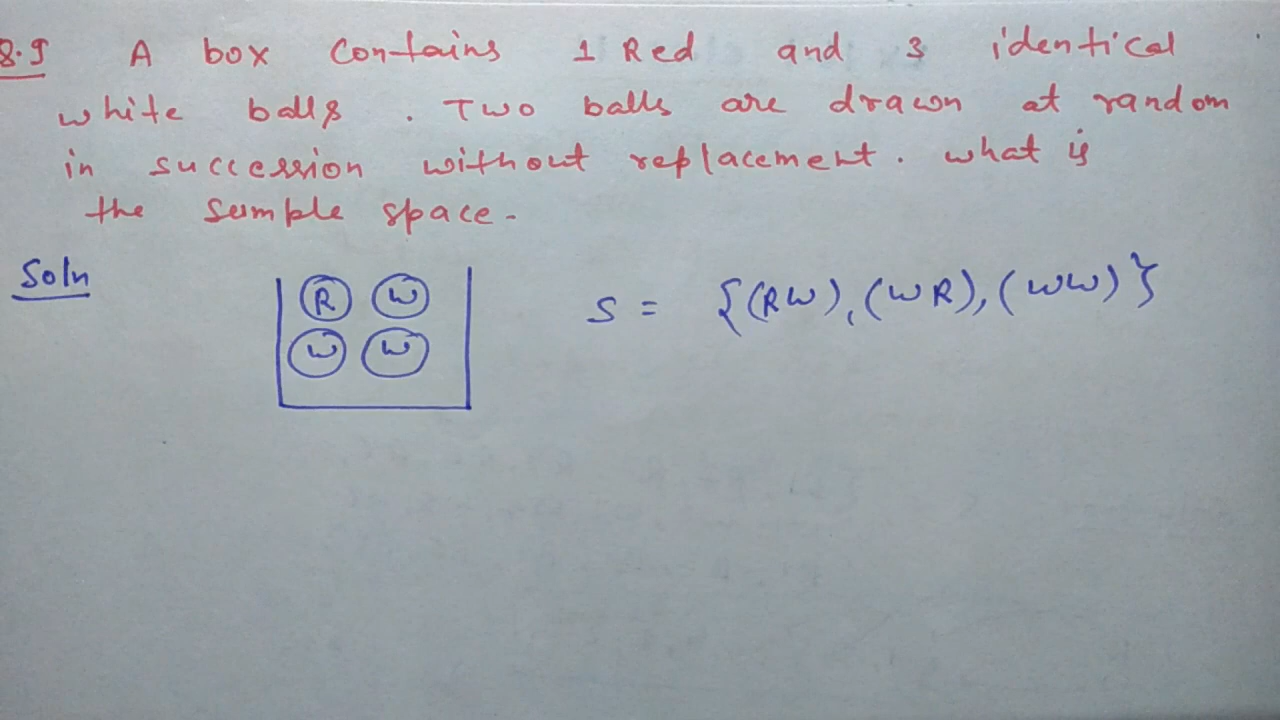 8.9 A box contains 1 Red and 3 identical
white balls . Two balls are drawn at random
in succession without replacement . what is
the sample space -
Soln
R W
W W
S = {(RW), (WR), (WW)}